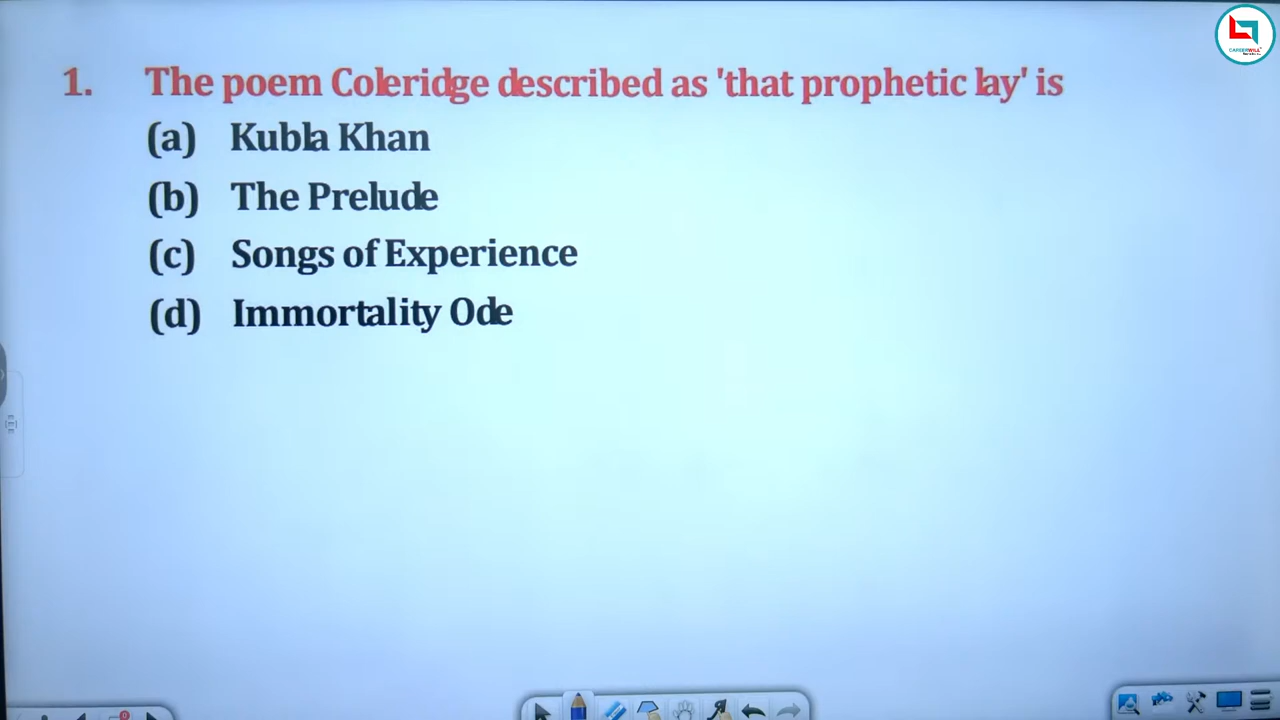 CAREERWILL
1. The poem Coleridge described as 'that prophetic lay' is
(a) Kubla Khan
(b) The Prelude
(c) Songs of Experience
(d) Immortality Ode